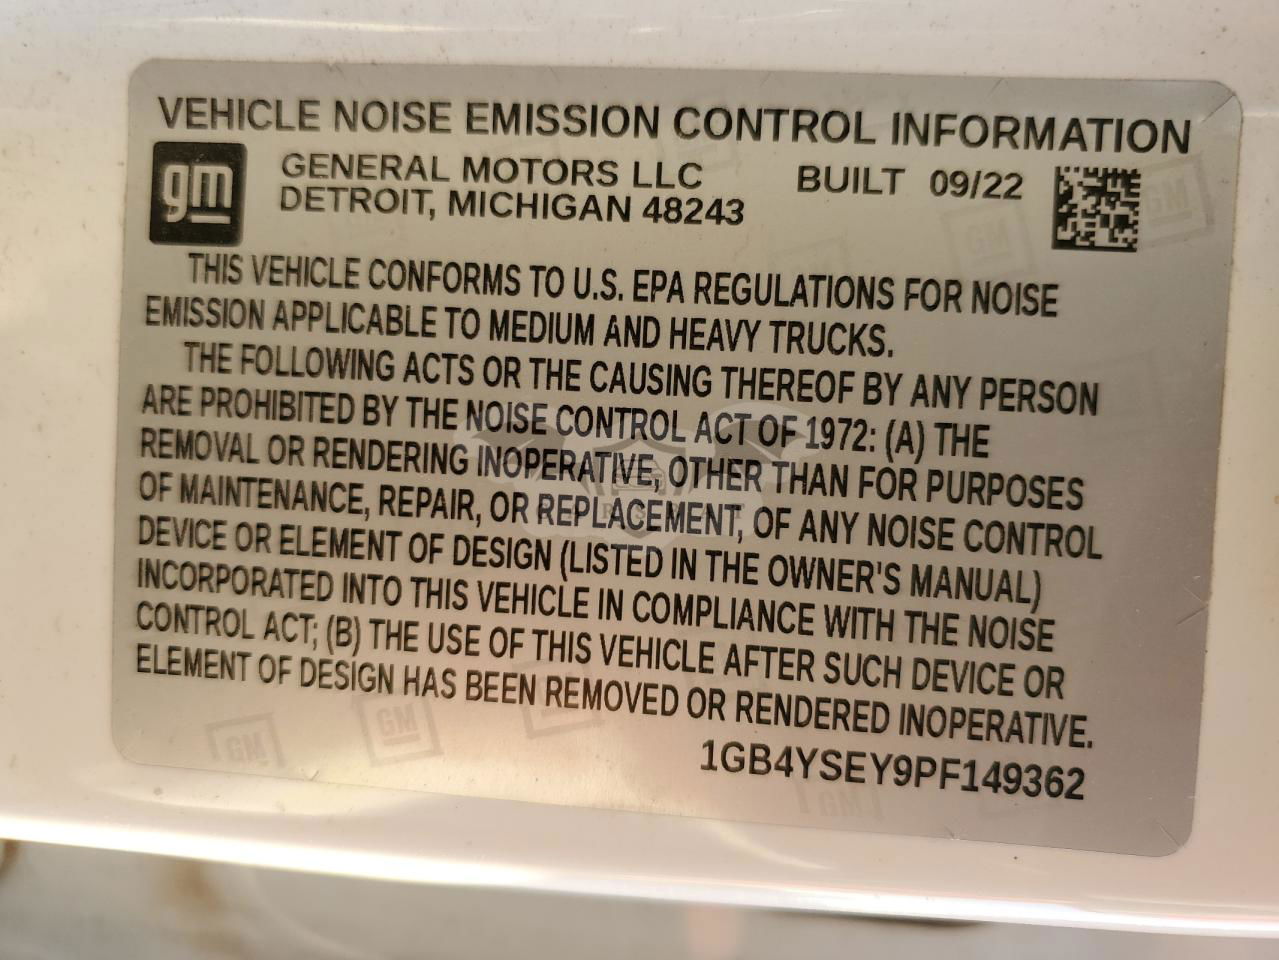 VEHICLE NOISE EMISSION CONTROL INFORMATION
gm
GENERAL MOTORS LLC BUILT 09/22
DETROIT, MICHIGAN 48243
THIS VEHICLE CONFORMS TO U.S. EPA REGULATIONS FOR NOISE
EMISSION APPLICABLE TO MEDIUM AND HEAVY TRUCKS.
THE FOLLOWING ACTS OR THE CAUSING THEREOF BY ANY PERSON
ARE PROHIBITED BY THE NOISE CONTROL ACT OF 1972: (A) THE
REMOVAL OR RENDERING INOPERATIVE, OTHER THAN FOR PURPOSES
OF MAINTENANCE, REPAIR, OR REPLACEMENT, OF ANY NOISE CONTROL
DEVICE OR ELEMENT OF DESIGN (LISTED IN THE OWNER'S MANUAL)
INCORPORATED INTO THIS VEHICLE IN COMPLIANCE WITH THE NOISE
CONTROL ACT; (B) THE USE OF THIS VEHICLE AFTER SUCH DEVICE OR
ELEMENT OF DESIGN HAS BEEN REMOVED OR RENDERED INOPERATIVE.
1GB4YSEY9PF149362
GM
GM
GM
GM
GM